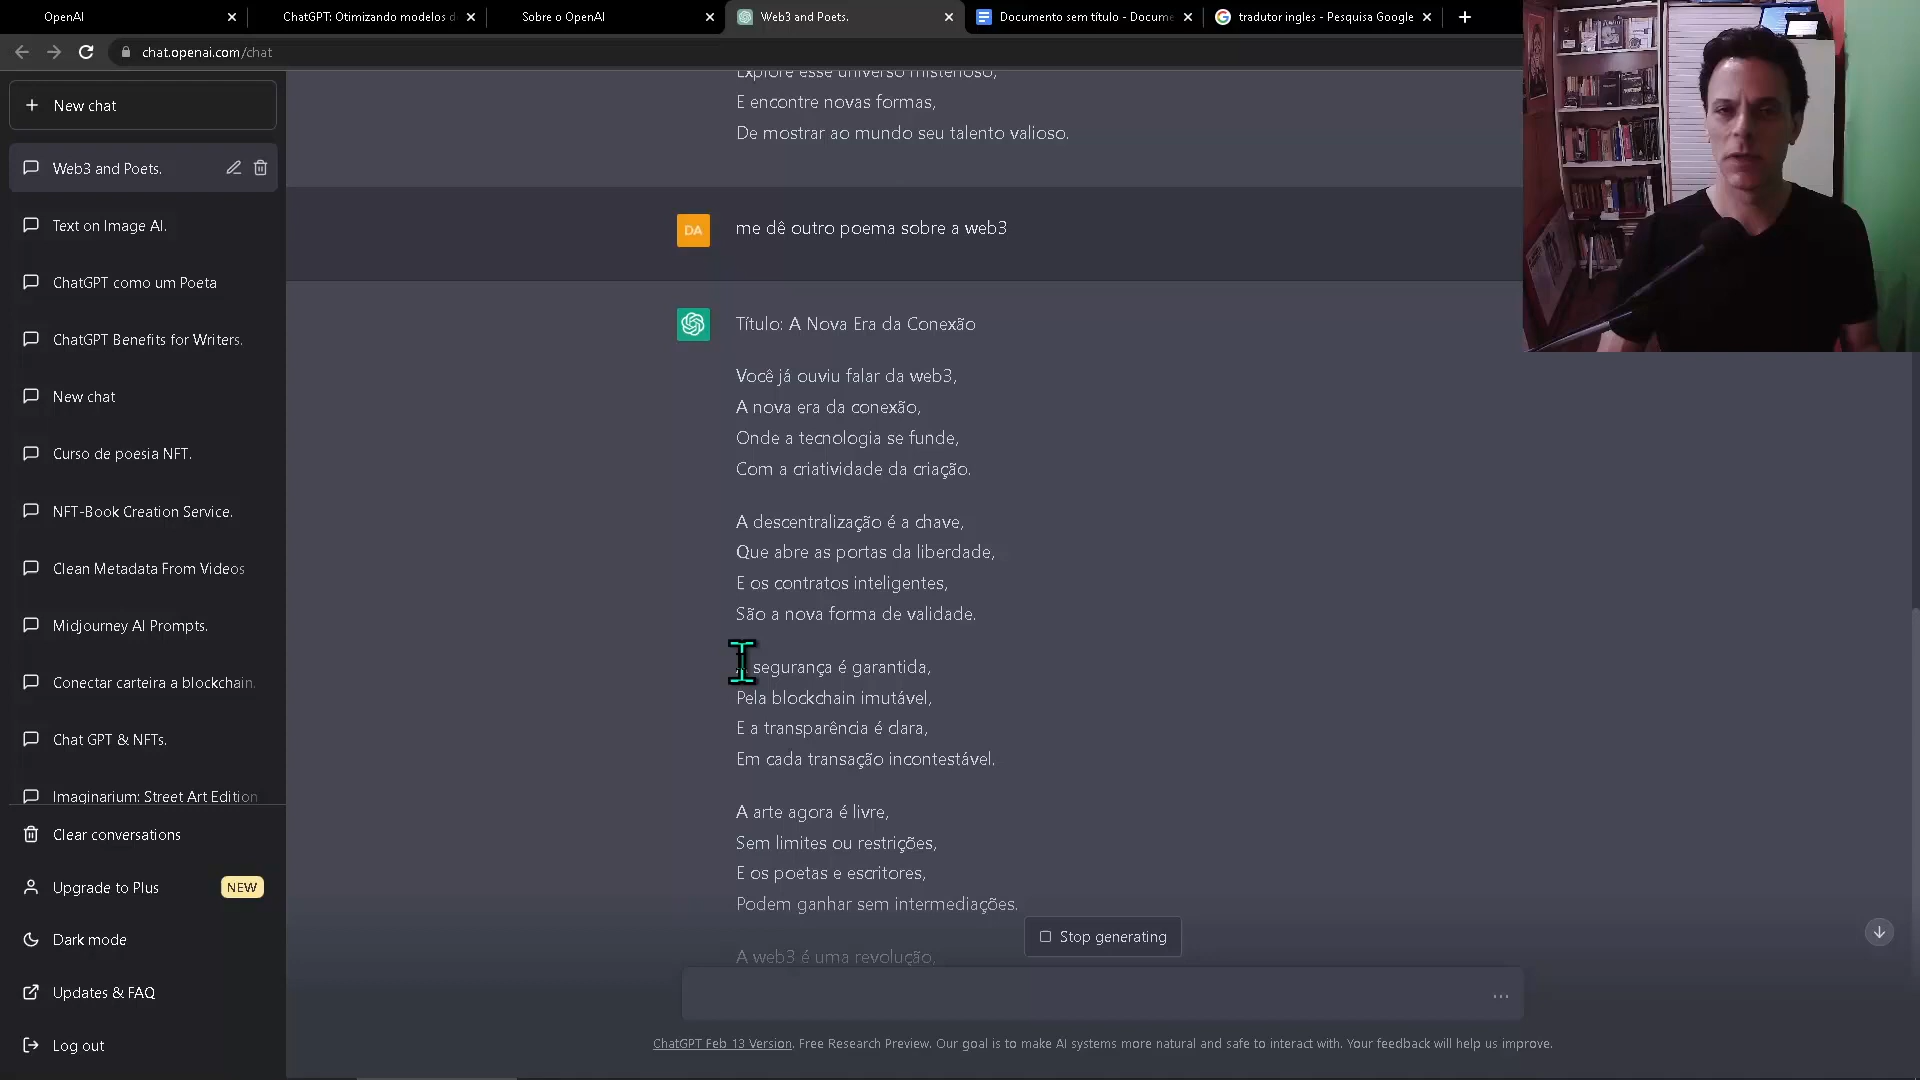 OpenAI
ChatGPT: Otimizando modelos d
Sobre o OpenAI
Web3 and Poets.
Documento sem título - Docume
tradutor ingles - Pesquisa Google
chat.openai.com/chat
New chat
Web3 and Poets.
Text on Image AI.
ChatGPT como um Poeta
ChatGPT Benefits for Writers.
New chat
Curso de poesia NFT.
NFT-Book Creation Service.
Clean Metadata From Videos
Midjourney AI Prompts.
Conectar carteira a blockchain.
Chat GPT & NFTs.
Imaginarium: Street Art Edition
Clear conversations
Upgrade to Plus
NEW
Dark mode
Updates & FAQ
Log out
Explore esse universo misterioso,
E encontre novas formas,
De mostrar ao mundo seu talento valioso.
DA
me dê outro poema sobre a web3
Título: A Nova Era da Conexão
Você já ouviu falar da web3,
A nova era da conexão,
Onde a tecnologia se funde,
Com a criatividade da criação.
A descentralização é a chave,
Que abre as portas da liberdade,
E os contratos inteligentes,
São a nova forma de validade.
segurança é garantida,
Pela blockchain imutável,
E a transparência é clara,
Em cada transação incontestável.
A arte agora é livre,
Sem limites ou restrições,
E os poetas e escritores,
Podem ganhar sem intermediações.
A web3 é uma revolução,
Stop generating
ChatGPT Feb 13 Version. Free Research Preview. Our goal is to make AI systems more natural and safe to interact with. Your feedback will help us improve.